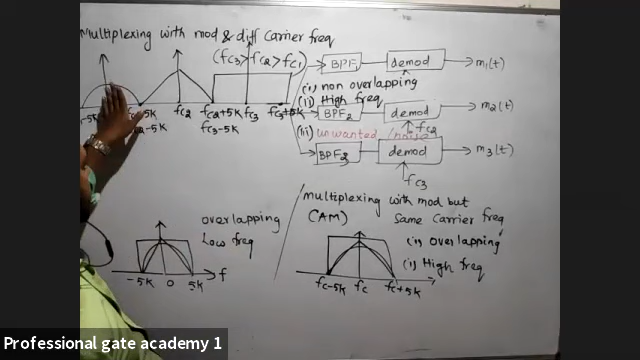 Multiplexing with mod & diff Carrier freq
(fc3 > fc2 > fc1)
BPF1 demod m1(t)
(i) non overlapping
(ii) High freq
-5k fc2 fc2+5k fc3 fc3+5k
-5k fc3-5k
BPF2 demod m2(t)
fc2
(iii) unwanted /noise
BPF3 demod m3(t)
fc3
overlapping
Low freq
-5k 0 5k f
multiplexing with mod but
(AM) same carrier freq
(i) overlapping
(ii) High freq
fc-5k fc fc+5k
Professional gate academy 1